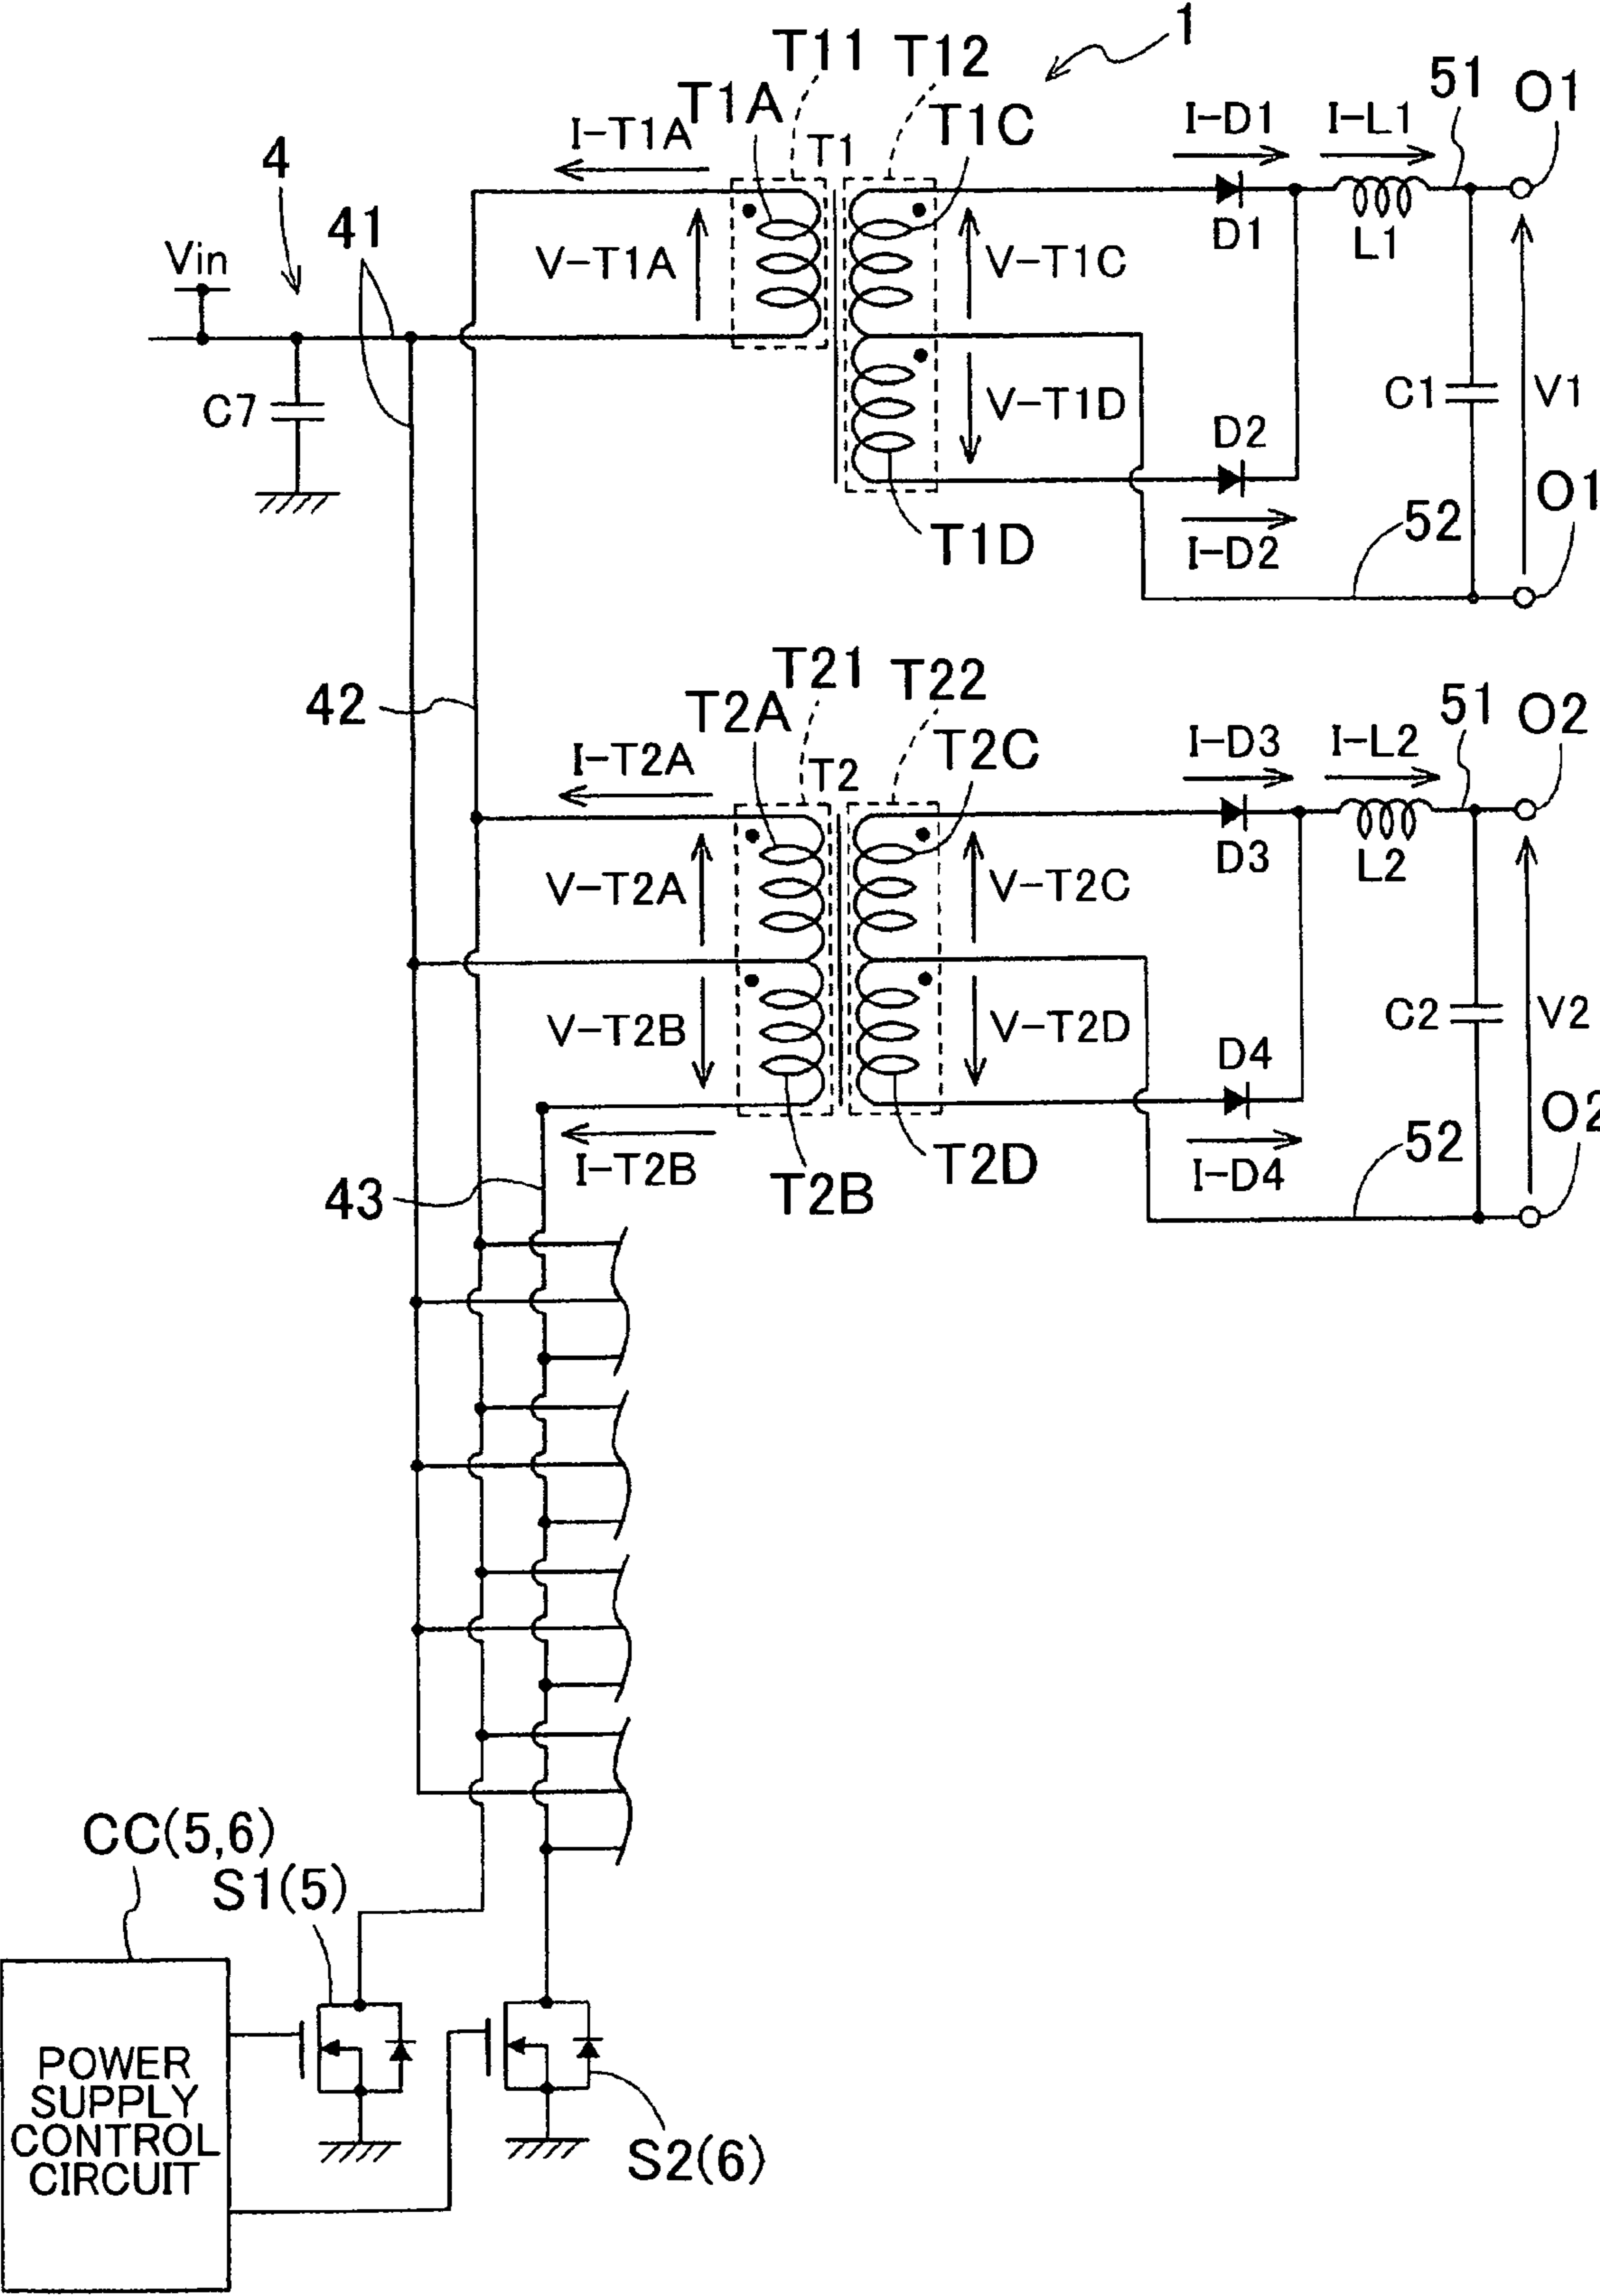 1
T11
T12
T1A
T1C
I-T1A
T1
I-D1
I-L1
51
O1
4
41
Vin
V-T1A
V-T1C
D1
L1
C7
V-T1D
D2
C1
V1
T1D
I-D2
52
O1
T21
T22
42
T2A
T2C
I-T2A
T2
I-D3
I-L2
51
O2
V-T2A
V-T2C
D3
L2
V-T2B
V-T2D
D4
C2
V2
I-T2B
T2B
T2D
I-D4
52
O2
43
CC(5,6)
S1(5)
POWER
SUPPLY
CONTROL
CIRCUIT
S2(6)